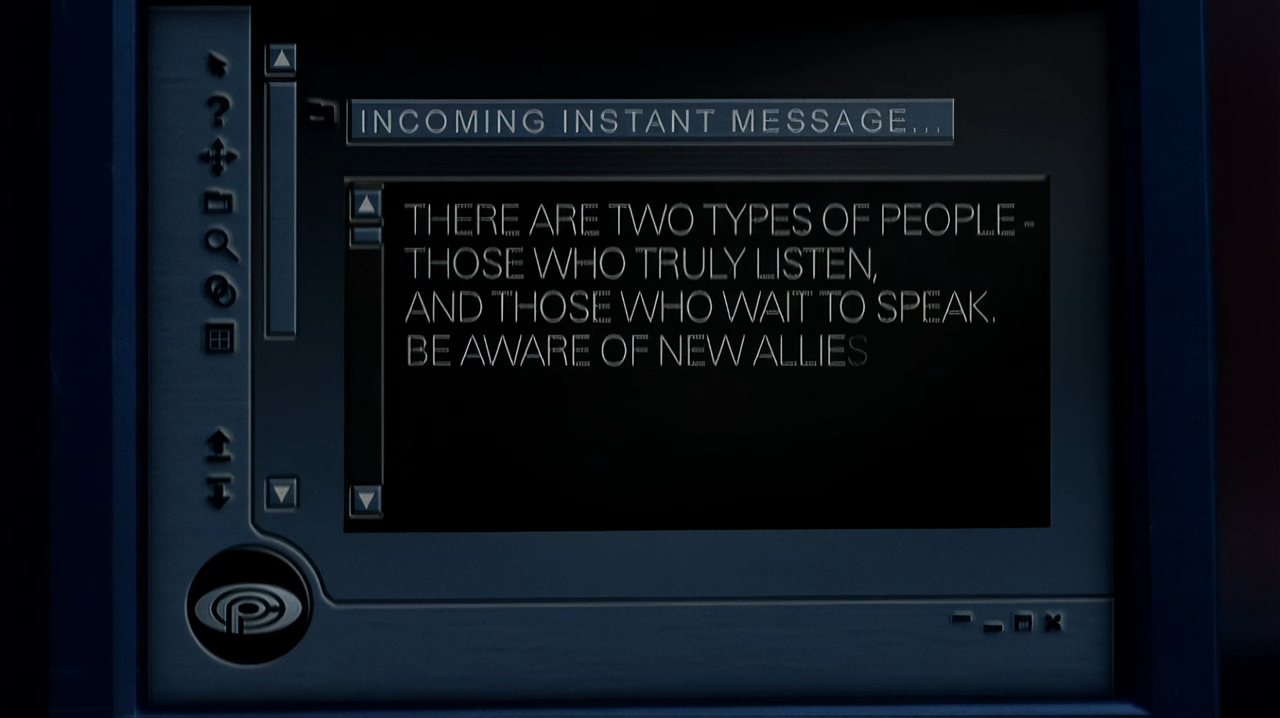 INCOMING INSTANT MESSAGE...
THERE ARE TWO TYPES OF PEOPLE -
THOSE WHO TRULY LISTEN,
AND THOSE WHO WAIT TO SPEAK.
BE AWARE OF NEW ALLIES